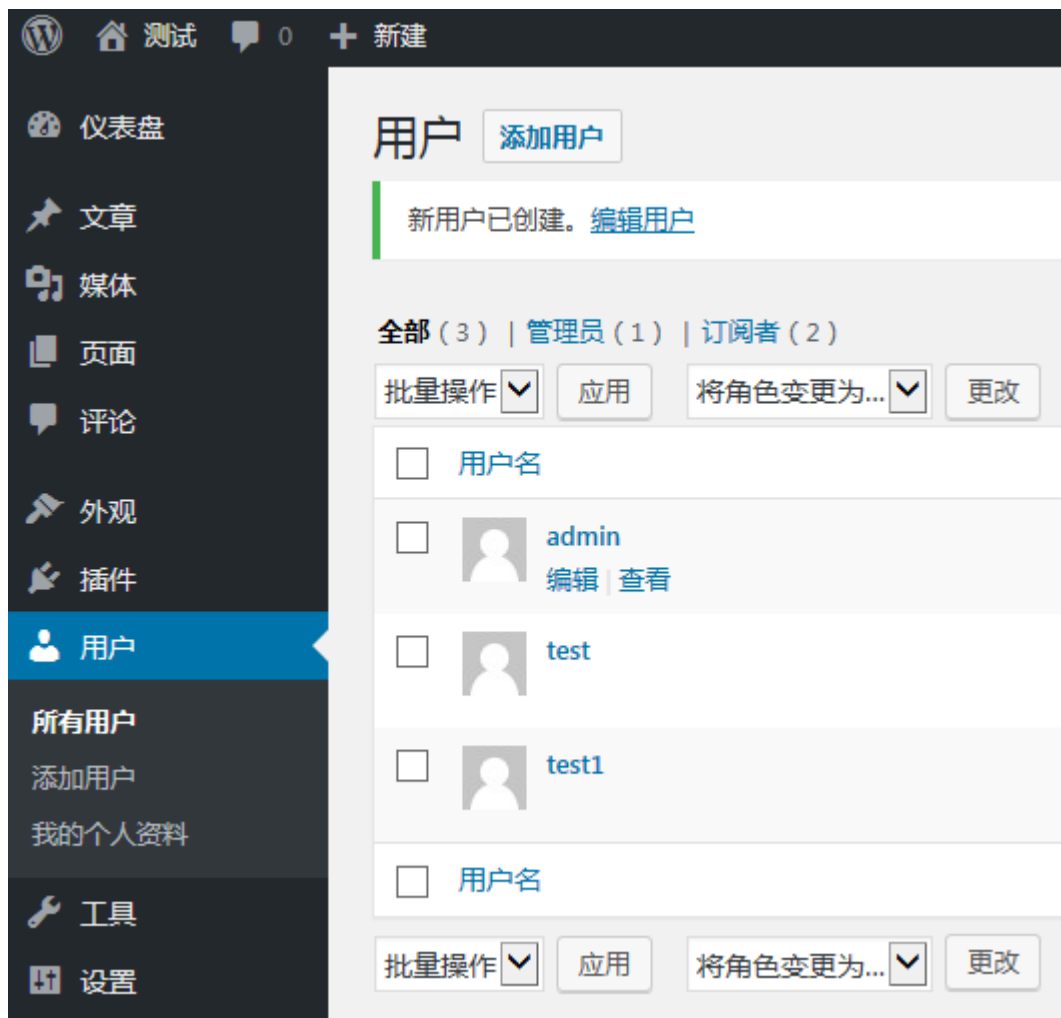 测试 0 新建
仪表盘
文章
媒体
页面
评论
外观
插件
用户
所有用户
添加用户
我的个人资料
工具
设置
用户 添加用户
新用户已创建。编辑用户
全部（3） | 管理员（1） | 订阅者（2）
批量操作 应用 将角色变更为... 更改
用户名
admin
编辑 | 查看
test
test1
用户名
批量操作 应用 将角色变更为... 更改